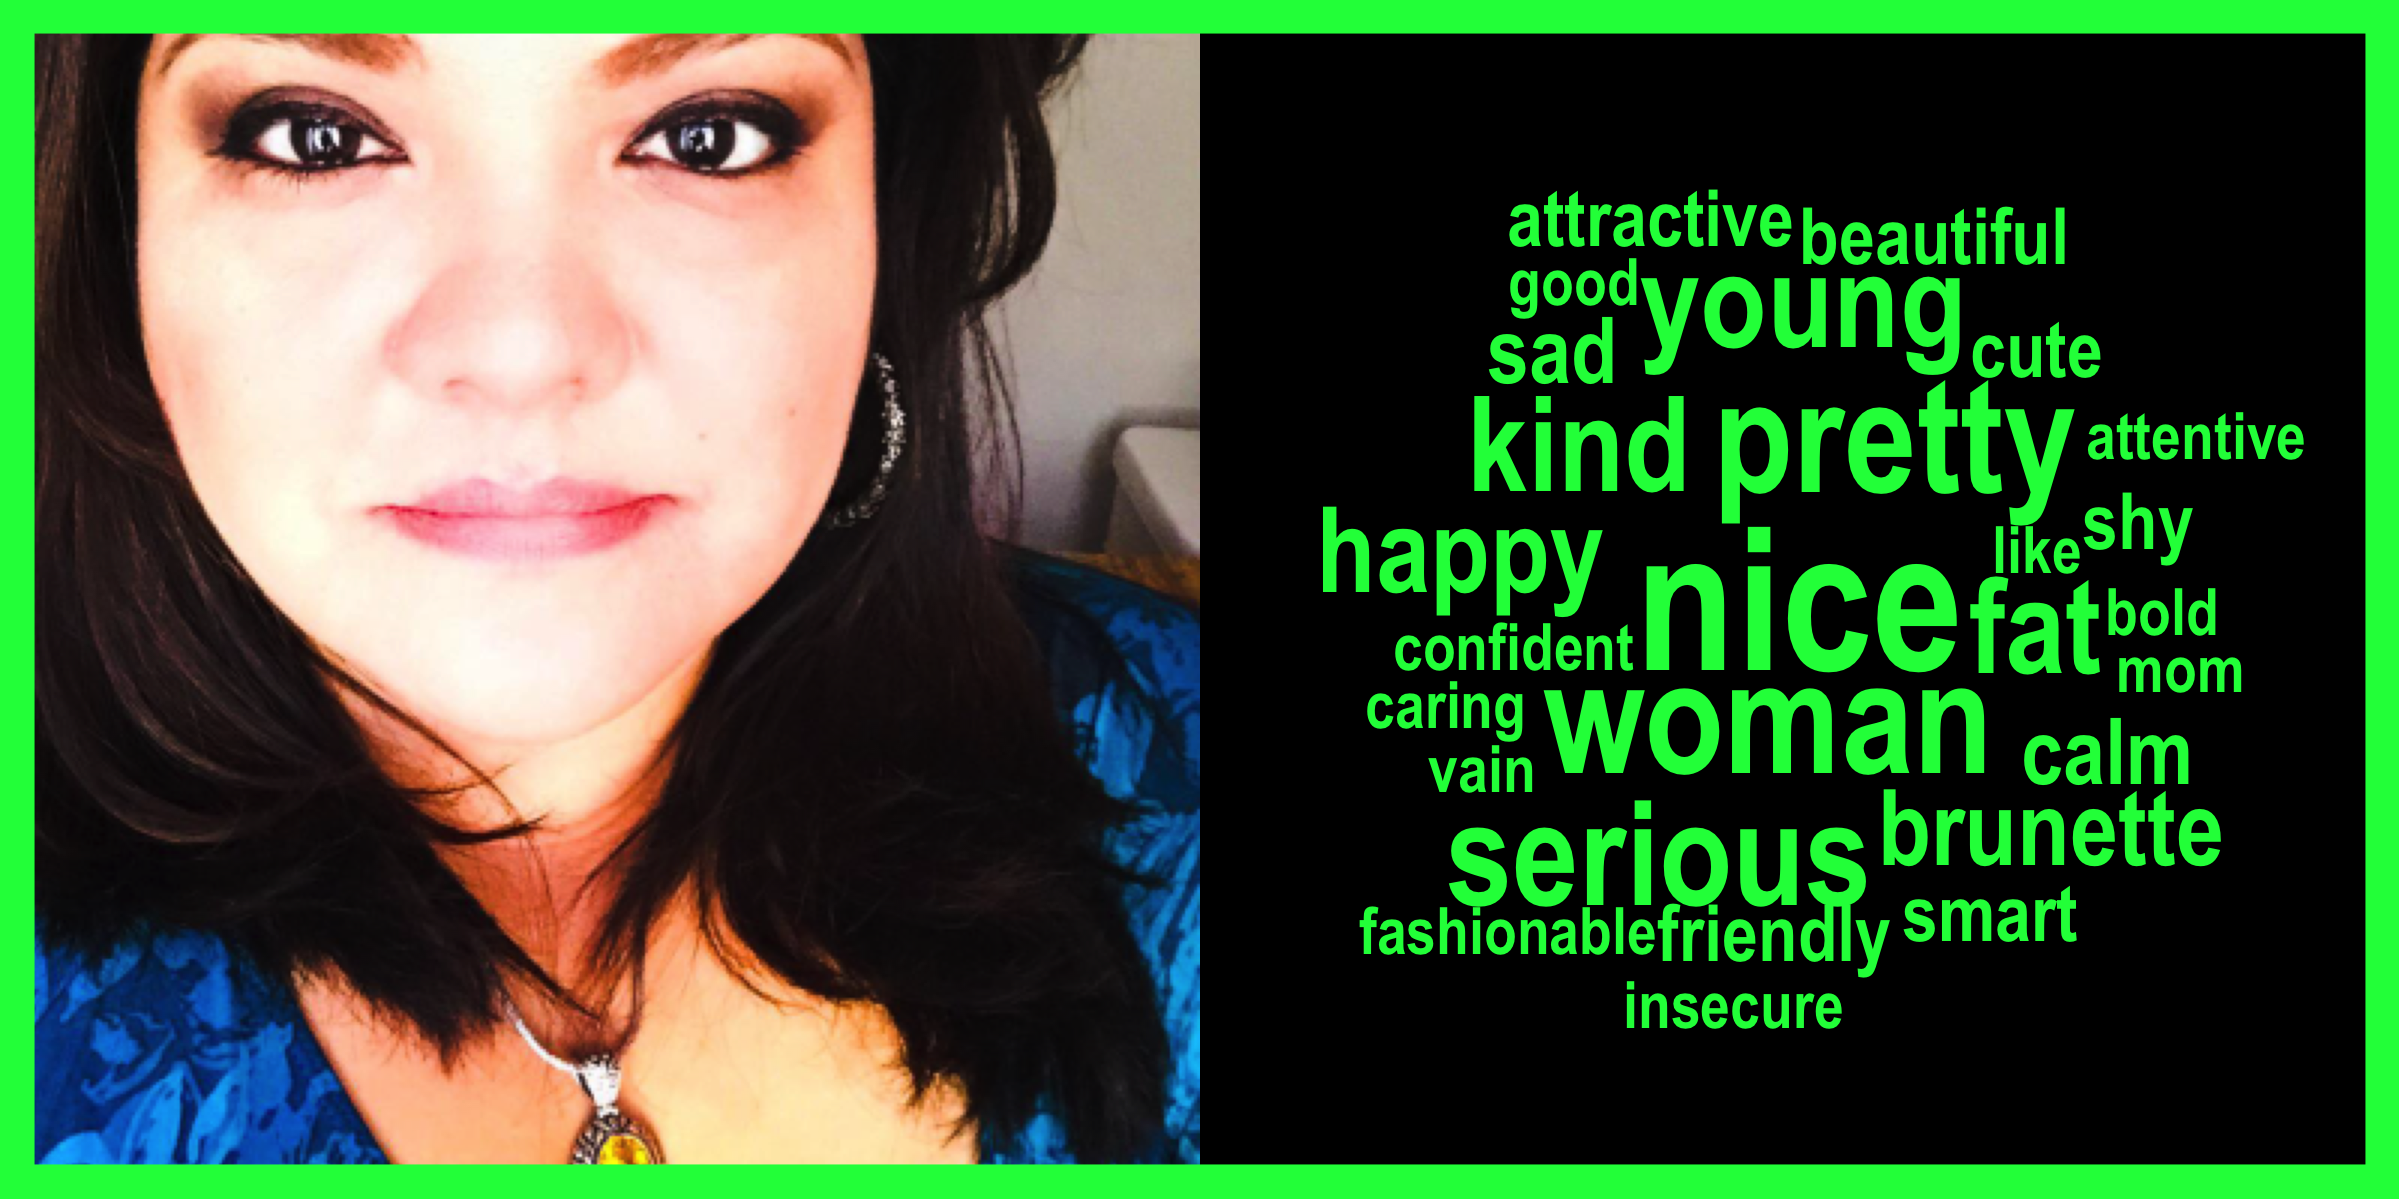 attractive beautiful
good young
sad cute
kind pretty attentive
happy like shy
nice fat bold
confident mom
caring woman
vain calm
serious brunette
fashionable friendly smart
insecure